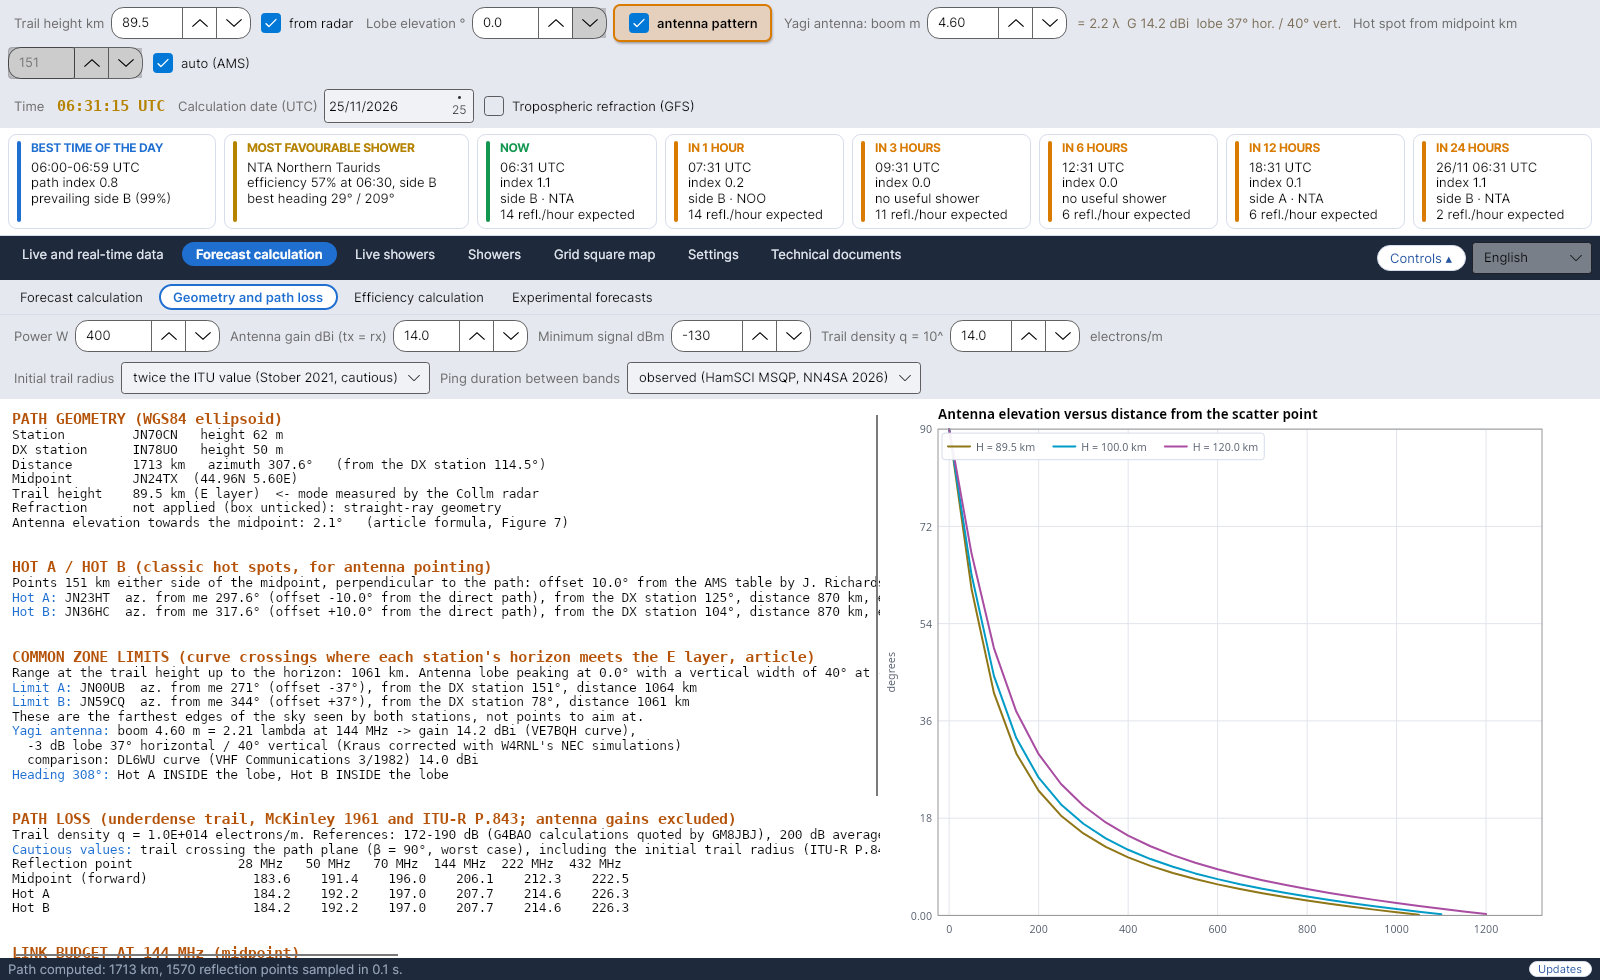 Trail height km 89.5 from radar Lobe elevation ° 0.0 antenna pattern Yagi antenna: boom m 4.60 = 2.2 λ G 14.2 dBi lobe 37° hor. / 40° vert. Hot spot from midpoint km
151 auto (AMS)
Time 06:31:15 UTC Calculation date (UTC) 25/11/2026 25 Tropospheric refraction (GFS)
BEST TIME OF THE DAY
06:00-06:59 UTC
path index 0.8
prevailing side B (99%)
MOST FAVOURABLE SHOWER
NTA Northern Taurids
efficiency 57% at 06:30, side B
best heading 29° / 209°
NOW
06:31 UTC
index 1.1
side B · NTA
14 refl./hour expected
IN 1 HOUR
07:31 UTC
index 0.2
side B · NOO
14 refl./hour expected
IN 3 HOURS
09:31 UTC
index 0.0
no useful shower
11 refl./hour expected
IN 6 HOURS
12:31 UTC
index 0.0
no useful shower
6 refl./hour expected
IN 12 HOURS
18:31 UTC
index 0.1
side A · NTA
6 refl./hour expected
IN 24 HOURS
26/11 06:31 UTC
index 1.1
side B · NTA
2 refl./hour expected
Live and real-time data Forecast calculation Live showers Showers Grid square map Settings Technical documents Controls ▴ English
Forecast calculation Geometry and path loss Efficiency calculation Experimental forecasts
Power W 400 Antenna gain dBi (tx = rx) 14.0 Minimum signal dBm -130 Trail density q = 10^ 14.0 electrons/m
Initial trail radius twice the ITU value (Stober 2021, cautious) Ping duration between bands observed (HamSCI MSQP, NN4SA 2026)
PATH GEOMETRY (WGS84 ellipsoid)
Station JN70CN height 62 m
DX station IN78UO height 50 m
Distance 1713 km azimuth 307.6° (from the DX station 114.5°)
Midpoint JN24TX (44.96N 5.60E)
Trail height 89.5 km (E layer) <- mode measured by the Collm radar
Refraction not applied (box unticked): straight-ray geometry
Antenna elevation towards the midpoint: 2.1° (article formula, Figure 7)
HOT A / HOT B (classic hot spots, for antenna pointing)
Points 151 km either side of the midpoint, perpendicular to the path: offset 10.0° from the AMS table by J. Richards
Hot A: JN23HT az. from me 297.6° (offset -10.0° from the direct path), from the DX station 125°, distance 870 km,
Hot B: JN36HC az. from me 317.6° (offset +10.0° from the direct path), from the DX station 104°, distance 870 km,
COMMON ZONE LIMITS (curve crossings where each station's horizon meets the E layer, article)
Range at the trail height up to the horizon: 1061 km. Antenna lobe peaking at 0.0° with a vertical width of 40° at
Limit A: JN00UB az. from me 271° (offset -37°), from the DX station 151°, distance 1064 km
Limit B: JN59CQ az. from me 344° (offset +37°), from the DX station 78°, distance 1061 km
These are the farthest edges of the sky seen by both stations, not points to aim at.
Yagi antenna: boom 4.60 m = 2.21 lambda at 144 MHz -> gain 14.2 dBi (VE7BQH curve),
-3 dB lobe 37° horizontal / 40° vertical (Kraus corrected with W4RNL's NEC simulations)
comparison: DL6WU curve (VHF Communications 3/1982) 14.0 dBi
Heading 308°: Hot A INSIDE the lobe, Hot B INSIDE the lobe
PATH LOSS (underdense trail, McKinley 1961 and ITU-R P.843; antenna gains excluded)
Trail density q = 1.0E+014 electrons/m. References: 172-190 dB (G4BAO calculations quoted by GM8JBJ), 200 dB average
Cautious values: trail crossing the path plane (β = 90°, worst case), including the initial trail radius (ITU-R P.84
Reflection point 28 MHz 50 MHz 70 MHz 144 MHz 222 MHz 432 MHz
Midpoint (forward) 183.6 191.4 196.0 206.1 212.3 222.5
Hot A 184.2 192.2 197.0 207.7 214.6 226.3
Hot B 184.2 192.2 197.0 207.7 214.6 226.3
LINK BUDGET AT 144 MHz (midpoint)
Antenna elevation versus distance from the scatter point
H = 89.5 km H = 100.0 km H = 120.0 km
90
72
54
36
18
0.00
degrees
0 200 400 600 800 1000 1200
Path computed: 1713 km, 1570 reflection points sampled in 0.1 s. Updates